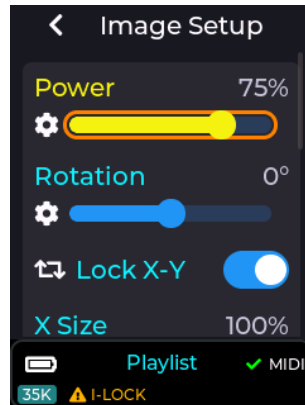 Image Setup
Power 75%
Rotation 0°
Lock X-Y
X Size 100%
Playlist MIDI
35K I-LOCK